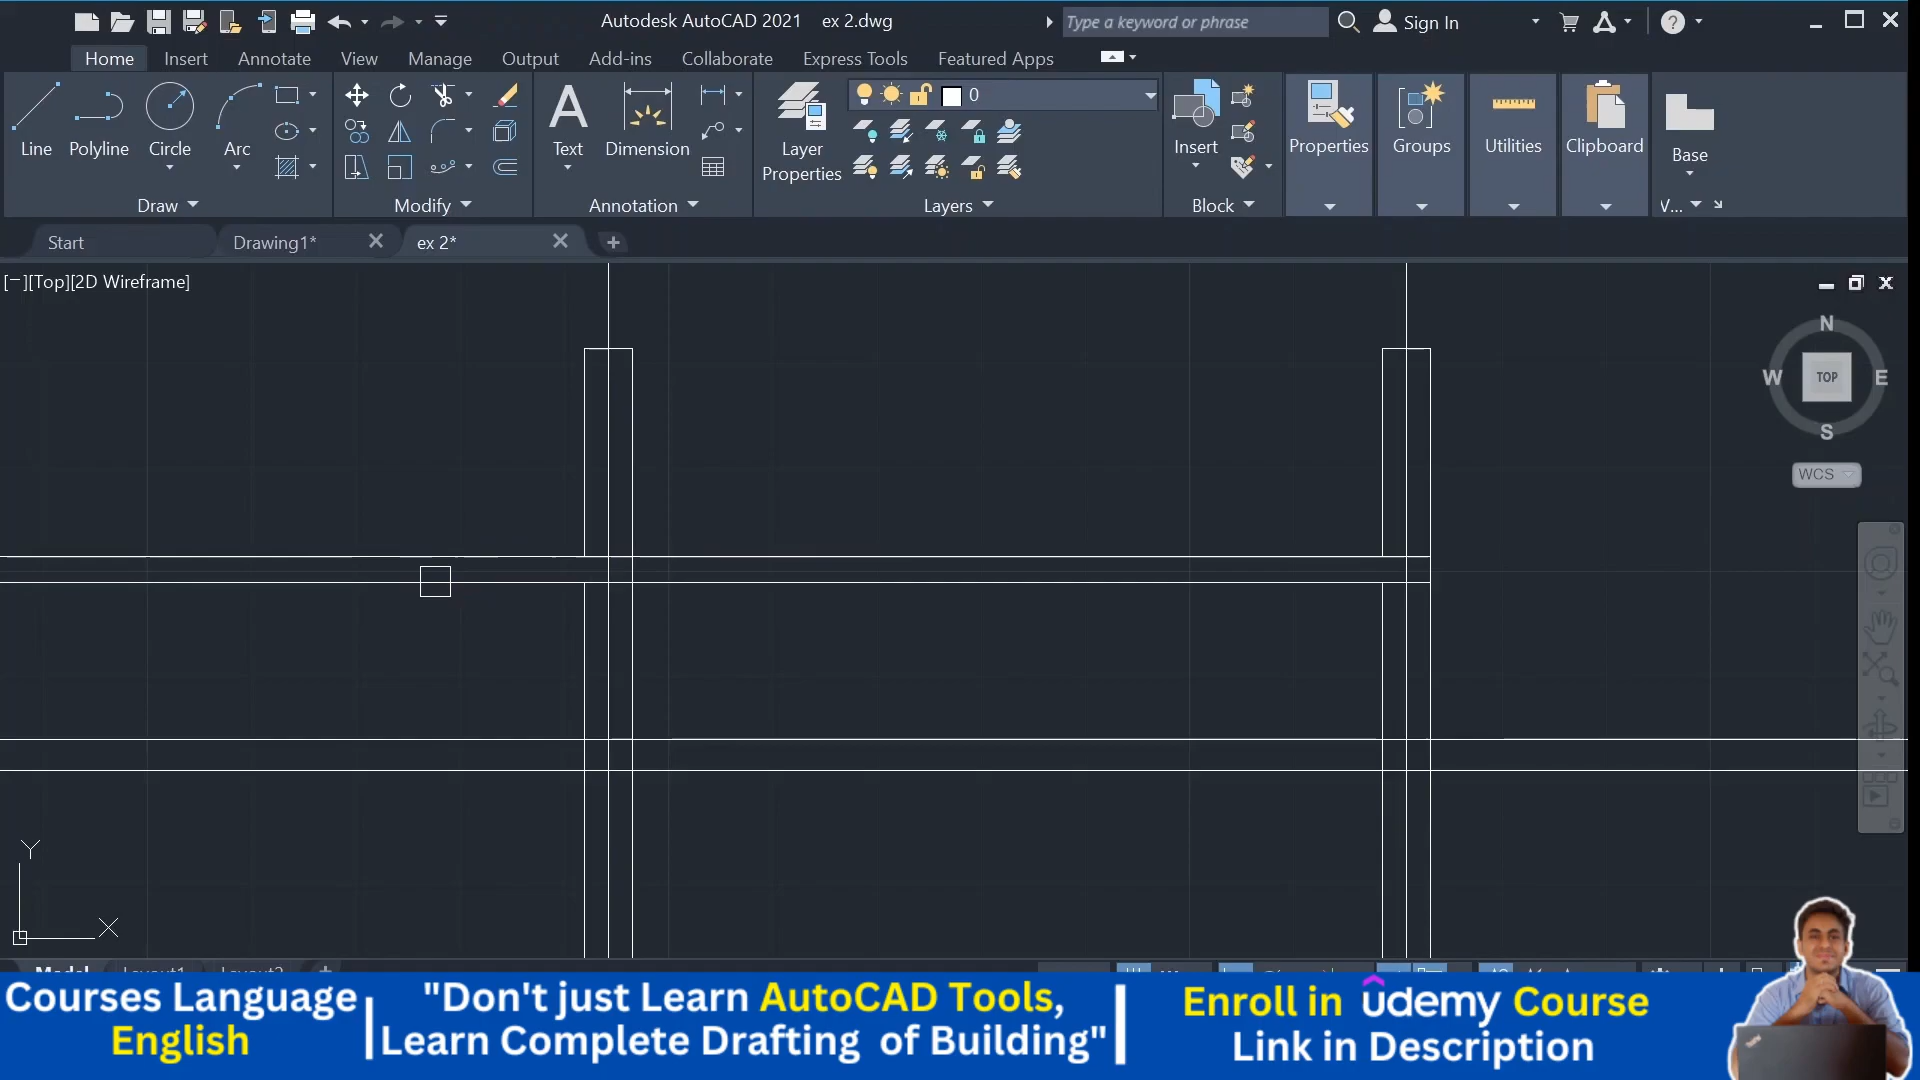 Autodesk AutoCAD 2021 ex 2.dwg
Type a keyword or phrase
Sign In
Home Insert Annotate View Manage Output Add-ins Collaborate Express Tools Featured Apps
0
Line Polyline Circle Arc
Text Dimension
Layer
Properties
Insert
Properties
Groups
Utilities
Clipboard
Base
Draw Modify Annotation Layers Block V...
Start Drawing1* ex 2*
[−][Top][2D Wireframe]
N
W TOP E
S
WCS
Y
X
Model Layout1 Layout2
Courses Language
English
"Don't just Learn AutoCAD Tools,
Learn Complete Drafting of Building"
Enroll in udemy Course
Link in Description